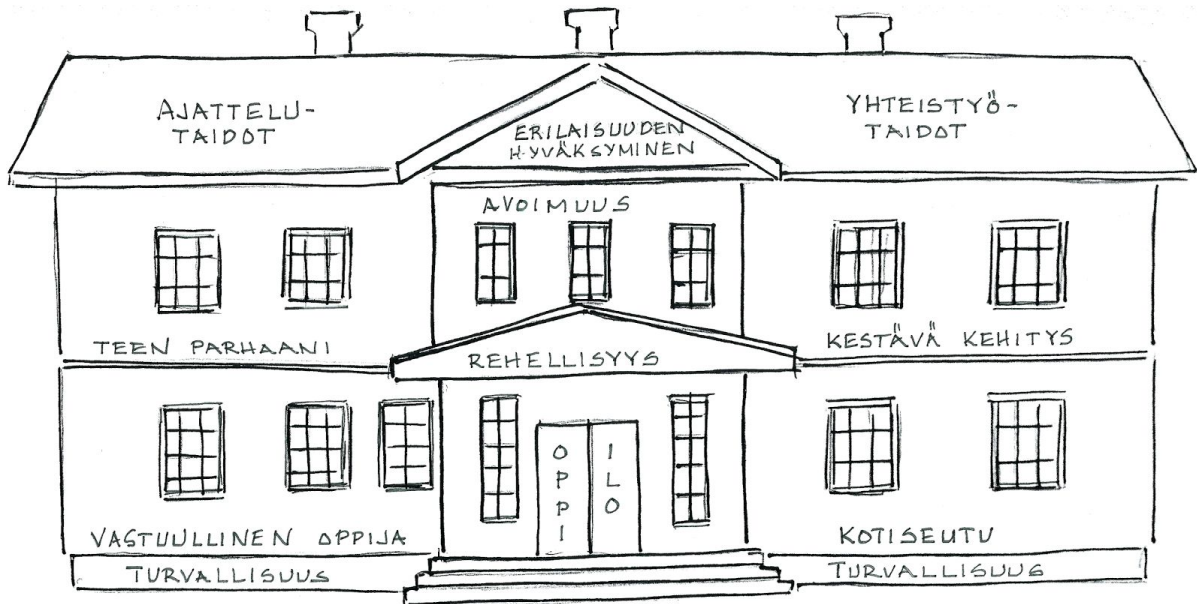 AJATTELU-
TAIDOT
ERILAISUUDEN
HYVÄKSYMINEN
YHTEISTYÖ-
TAIDOT
AVOIMUUS
TEEN PARHAANI
REHELLISYYS
KESTÄVÄ KEHITYS
OPPI
ILO
VASTUULLINEN OPPIJA
KOTISEUTU
TURVALLISUUS
TURVALLISUUS